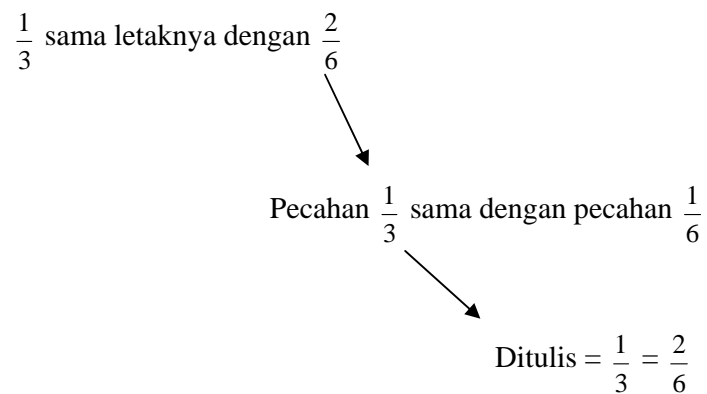 1/3 sama letaknya dengan 2/6
Pecahan 1/3 sama dengan pecahan 1/6
Ditulis = 1/3 = 2/6